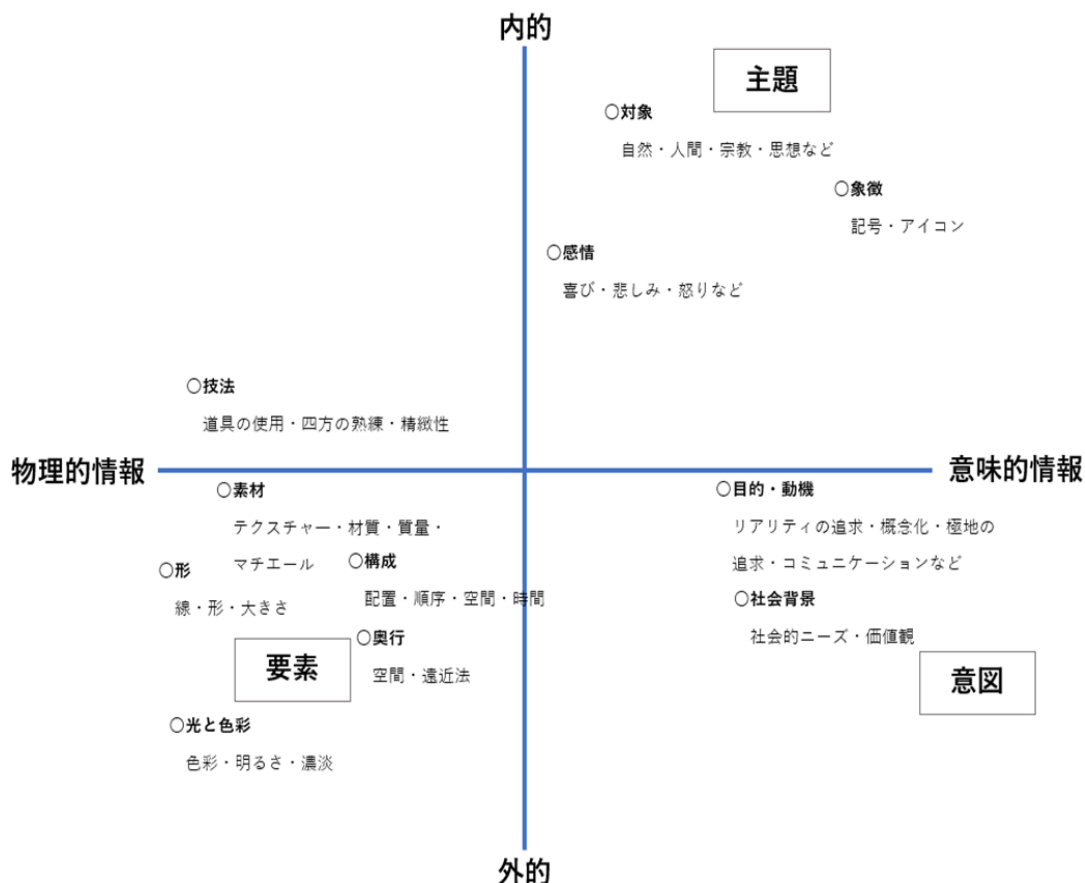 内的
主題
○対象
自然・人間・宗教・思想など
○象徴
記号・アイコン
○感情
喜び・悲しみ・怒りなど
○技法
道具の使用・四方の熟練・精緻性
物理的情報
意味的情報
○素材
テクスチャー・材質・質量・
マチエール
○形
線・形・大きさ
○構成
配置・順序・空間・時間
○奥行
空間・遠近法
要素
○光と色彩
色彩・明るさ・濃淡
○目的・動機
リアリティの追求・概念化・極地の
追求・コミュニケーションなど
○社会背景
社会的ニーズ・価値観
意図
外的